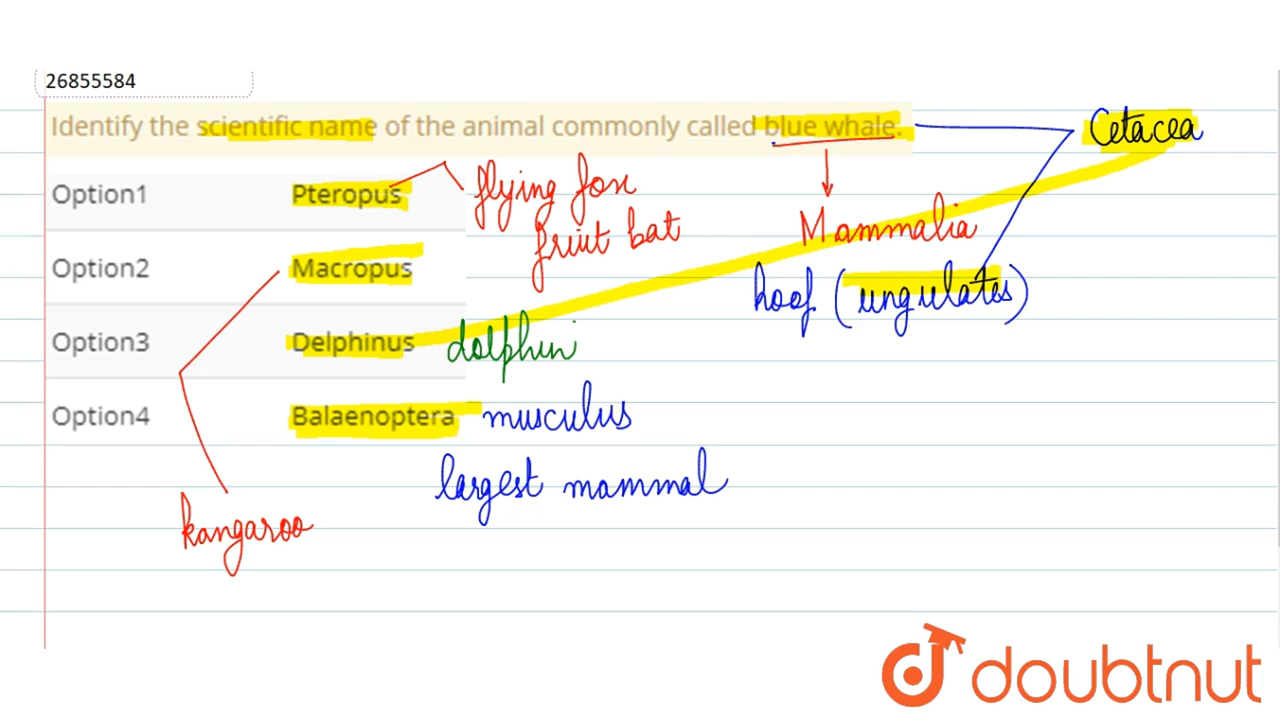 26855584
Identify the scientific name of the animal commonly called blue whale.
Cetacea
Option1 Pteropus
flying fox
fruit bat
Mammalia
Option2 Macropus
hoof (ungulates)
Option3 Delphinus dolphin
Option4 Balaenoptera musculus
largest mammal
kangaroo
doubtnut